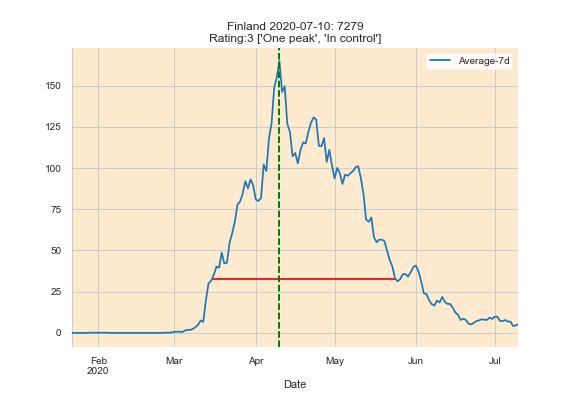 Finland 2020-07-10: 7279
Rating:3 ['One peak', 'In control']
Average-7d
150
125
100
75
50
25
0
Feb
2020
Mar
Apr
May
Jun
Jul
Date